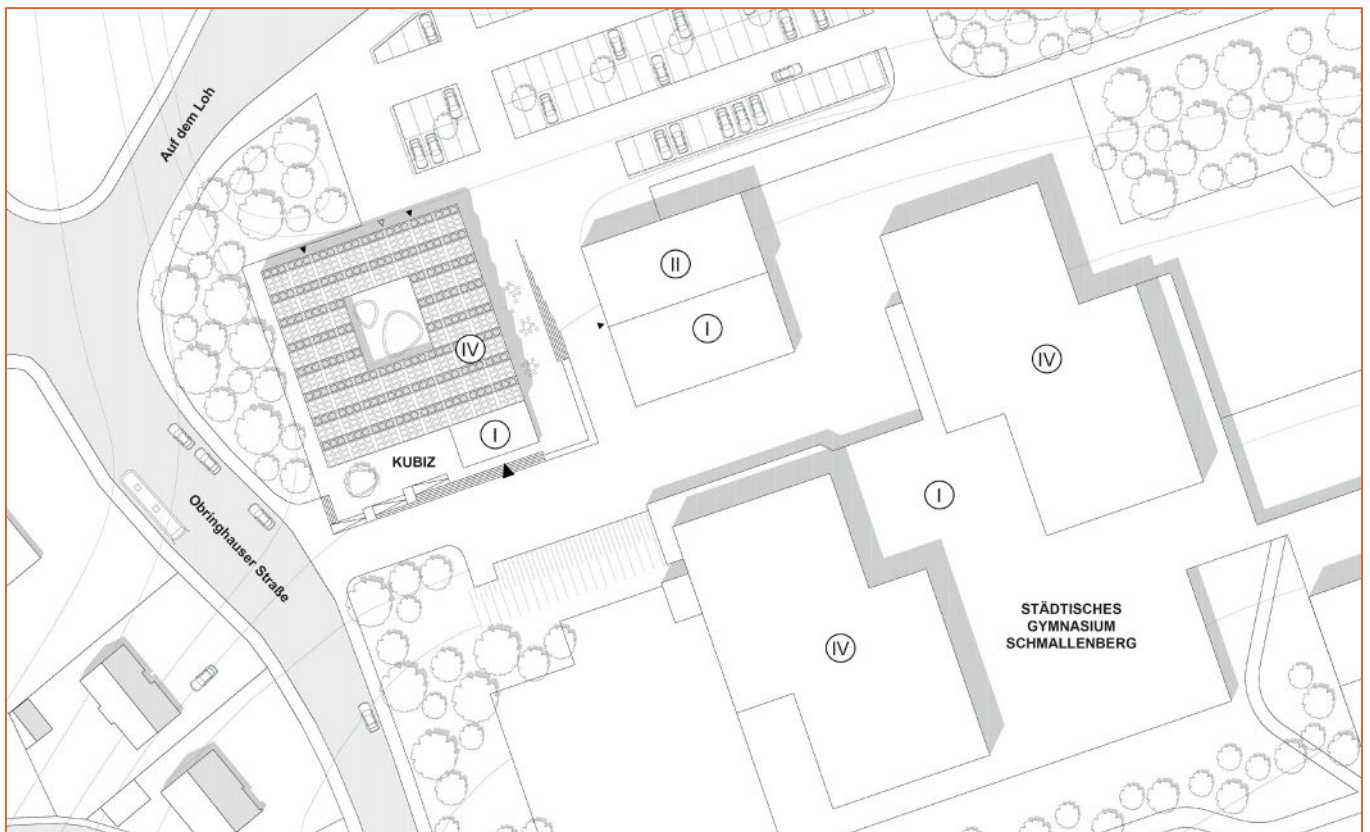 Auf dem Loh
II
I
IV
IV
I
KUBIZ
I
Obringhauser Straße
STÄDTISCHES
GYMNASIUM
SCHMALLENBERG
IV